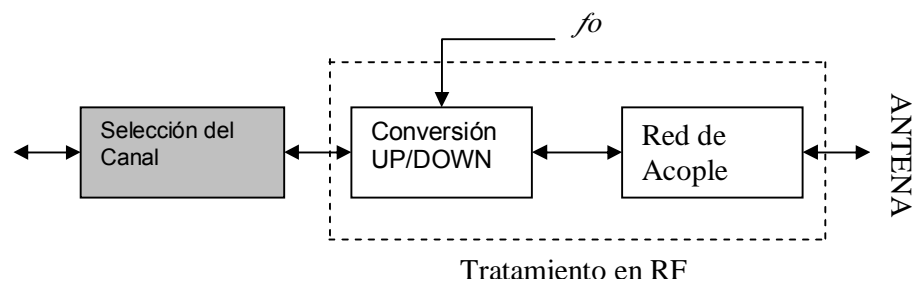 fo
Selección del
Canal
Conversión
UP/DOWN
Red de
Acople
ANTENA
Tratamiento en RF